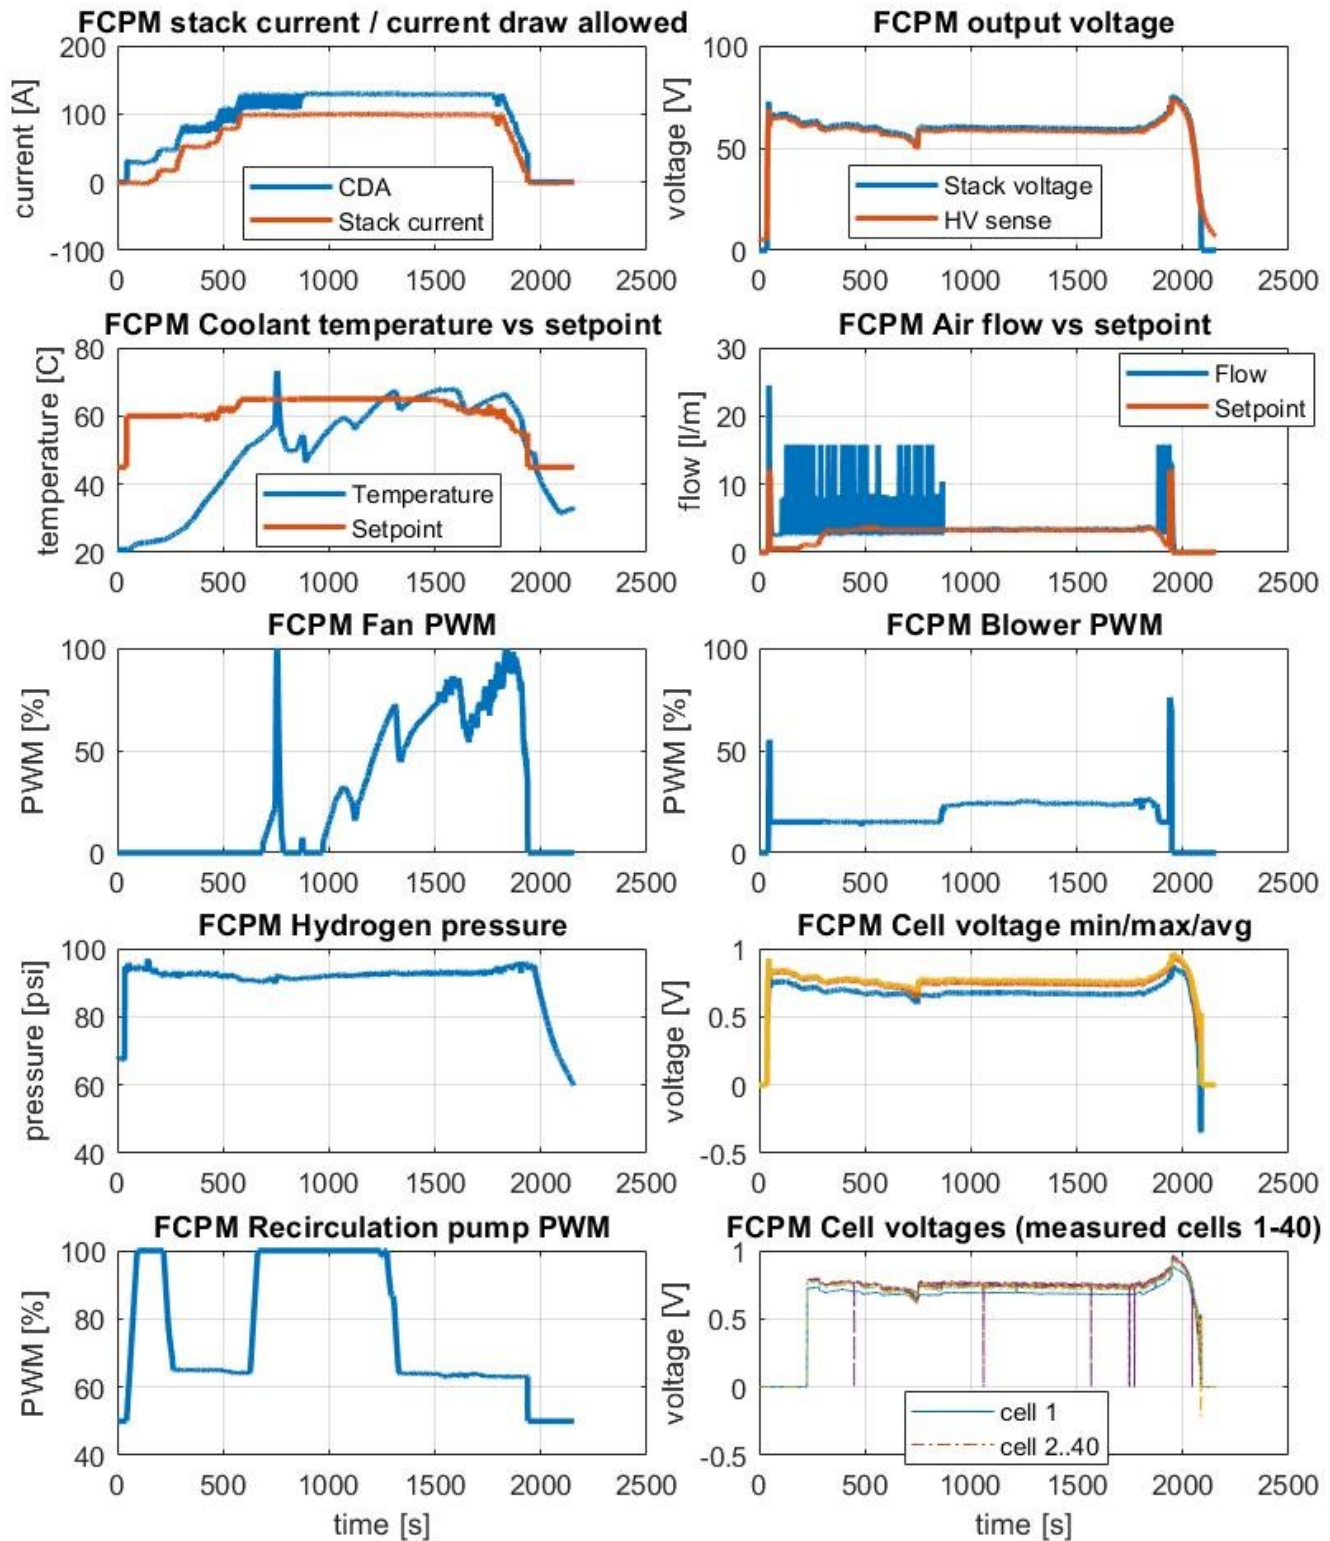 FCPM stack current / current draw allowed
200
100
0
-100
current [A]
CDA
Stack current
0 500 1000 1500 2000 2500
FCPM output voltage
100
50
0
voltage [V]
Stack voltage
HV sense
0 500 1000 1500 2000 2500
FCPM Coolant temperature vs setpoint
80
60
40
20
temperature [C]
Temperature
Setpoint
0 500 1000 1500 2000 2500
FCPM Air flow vs setpoint
30
20
10
0
flow [l/m]
Flow
Setpoint
0 500 1000 1500 2000 2500
FCPM Fan PWM
100
50
0
PWM [%]
0 500 1000 1500 2000 2500
FCPM Blower PWM
100
50
0
PWM [%]
0 500 1000 1500 2000 2500
FCPM Hydrogen pressure
100
80
60
40
pressure [psi]
0 500 1000 1500 2000 2500
FCPM Cell voltage min/max/avg
1
0.5
0
-0.5
voltage [V]
0 500 1000 1500 2000 2500
FCPM Recirculation pump PWM
100
80
60
40
PWM [%]
0 500 1000 1500 2000 2500
time [s]
FCPM Cell voltages (measured cells 1-40)
1
0.5
0
-0.5
voltage [V]
cell 1
cell 2..40
0 500 1000 1500 2000 2500
time [s]